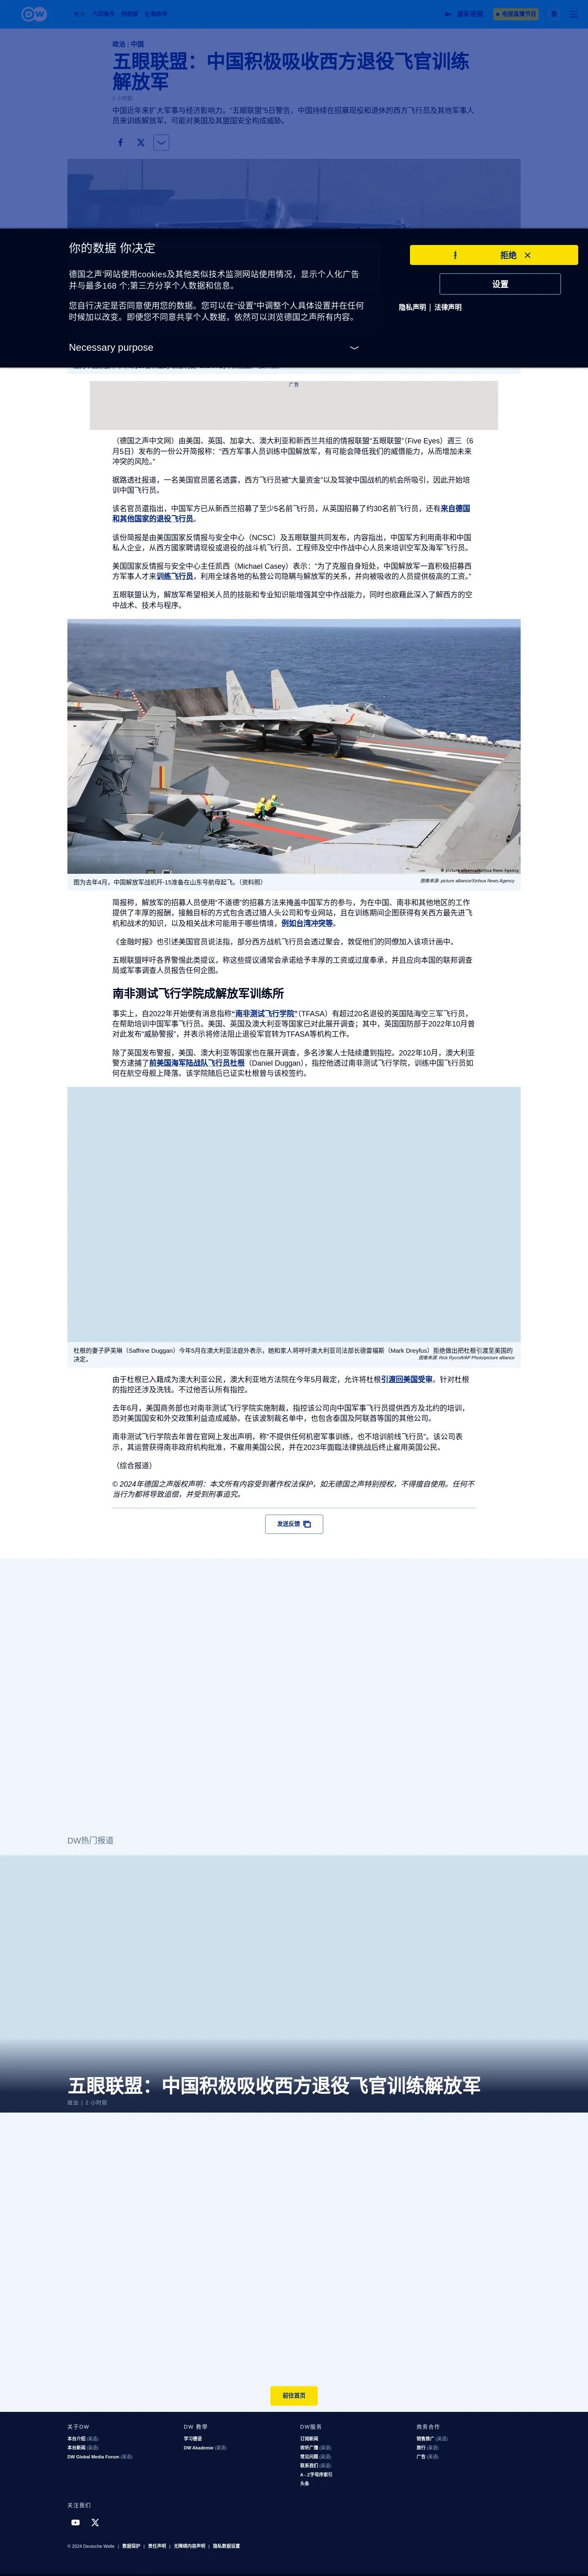 DW
最新视频
电视直播节目
繁
政治 | 中国
五眼联盟：中国积极吸收西方退役飞官训练
解放军
2 小时前
中国近年来扩大军事与经济影响力。“五眼联盟”5日警告，中国持续在招募现役和退休的西方飞行员及其他军事人
员来训练解放军，可能对美国及其盟国安全构成威胁。
你的数据 你决定
拒绝
德国之声'网站使用cookies及其他类似技术监测网站使用情况，显示个人化广告
并与最多168 个;第三方分享个人数据和信息。
设置
您自行决定是否同意使用您的数据。您可以在“设置”中调整个人具体设置并在任何
时候加以改变。即便您不同意共享个人数据，依然可以浏览德国之声所有内容。
隐私声明 | 法律声明
Necessary purpose
广告
（德国之声中文网）由美国、英国、加拿大、澳大利亚和新西兰共组的情报联盟“五眼联盟”（Five Eyes）週三（6
月5日）发布的一份公开简报称：“西方军事人员训练中国解放军，有可能会降低我们的威慑能力，从而增加未来
冲突的风险。”
据路透社报道，一名美国官员匿名透露，西方飞行员被"大量资金"以及驾驶中国战机的机会所吸引，因此开始培
训中国飞行员。
该名官员還指出，中国军方已从新西兰招募了至少5名前飞行员，从英国招募了约30名前飞行员，还有来自德国
和其他国家的退役飞行员。
该份简报是由美国国家反情报与安全中心（NCSC）及五眼联盟共同发布，内容指出，中国军方利用南非和中国
私人企业，从西方國家聘请现役或退役的战斗机飞行员、工程师及空中作战中心人员来培训空军及海军飞行员。
美国国家反情报与安全中心主任凯西（Michael Casey）表示：“为了克服自身短处，中国解放军一直积极招募西
方军事人才来训练飞行员，利用全球各地的私营公司隐瞒与解放军的关系，并向被吸收的人员提供极高的工资。”
五眼联盟认为，解放军希望相关人员的技能和专业知识能增强其空中作战能力，同时也欲藉此深入了解西方的空
中战术、技术与程序。
© picture alliance/Xinhua News Agency
图为去年4月，中国解放军战机歼-15准备在山东号航母起飞。（资料照）
图像来源: picture alliance/Xinhua News Agency
简报称，解放军的招募人员使用"不道德"的招募方法来掩盖中国军方的参与，为在中国、南非和其他地区的工作
提供了丰厚的报酬，接触目标的方式包含透过猎人头公司和专业网站，且在训练期间企图获得有关西方最先进飞
机和战术的知识，以及相关战术可能用于哪些情境，例如台湾冲突等。
《金融时报》也引述美国官员说法指，部分西方战机飞行员会透过聚会，敦促他们的同僚加入该项计画中。
五眼联盟呼吁各界警惕此类提议，称这些提议通常会承诺给予丰厚的工资或过度奉承，并且应向本国的联邦调查
局或军事调查人员报告任何企图。
南非测试飞行学院成解放军训练所
事实上，自2022年开始便有消息指称“南非测试飞行学院”（TFASA）有超过20名退役的英国陆海空三军飞行员，
在帮助培训中国军事飞行员。美国、英国及澳大利亚等国家已对此展开调查；其中，英国国防部于2022年10月曾
对此发布"威胁警报"，并表示将修法阻止退役军官转为TFASA等机构工作。
除了英国发布警报，美国、澳大利亚等国家也在展开调查，多名涉案人士陆续遭到指控。2022年10月，澳大利亚
警方逮捕了前美国海军陆战队飞行员杜根（Daniel Duggan），指控他透过南非测试飞行学院，训练中国飞行员如
何在航空母舰上降落。该学院随后已证实杜根曾与该校签约。
杜根的妻子萨芙琳（Saffrine Duggan）今年5月在澳大利亚法庭外表示，她和家人将呼吁澳大利亚司法部长德雷福斯（Mark Dreyfus）拒绝做出把杜根引渡至美国的
决定。
图像来源: Rick Rycroft/AP Photo/picture alliance
由于杜根已入籍成为澳大利亚公民，澳大利亚地方法院在今年5月裁定，允许将杜根引渡回美国受审。针对杜根
的指控还涉及洗钱。不过他否认所有指控。
去年6月，美国商务部也对南非测试飞行学院实施制裁，指控该公司向中国军事飞行员提供西方及北约的培训，
恐对美国国安和外交政策利益造成威胁。在该波制裁名单中，也包含泰国及阿联酋等国的其他公司。
南非测试飞行学院去年曾在官网上发出声明，称"不提供任何机密军事训练，也不培训前线飞行员"。该公司表
示，其运营获得南非政府机构批准，不雇用美国公民，并在2023年面临法律挑战后终止雇用英国公民。
（综合报道）
© 2024年德国之声版权声明：本文所有内容受到著作权法保护，如无德国之声特别授权，不得擅自使用。任何不
当行为都将导致追偿，并受到刑事追究。
发送反馈
DW热门报道
五眼联盟：中国积极吸收西方退役飞官训练解放军
政治 | 2 小时前
前往首页
关于DW
本台介绍 (英语)
本台新闻 (英语)
DW Global Media Forum (英语)
DW 教學
学习德语
DW Akademie (英语)
DW服务
订阅新闻
收听广播 (英语)
常见问题 (英语)
联系我们 (英语)
A - Z字母序索引
头条
商务合作
销售推广 (英语)
旅行 (英语)
广告 (英语)
关注我们
© 2024 Deutsche Welle | 数据保护 | 责任声明 | 无障碍内容声明 | 隐私数据设置